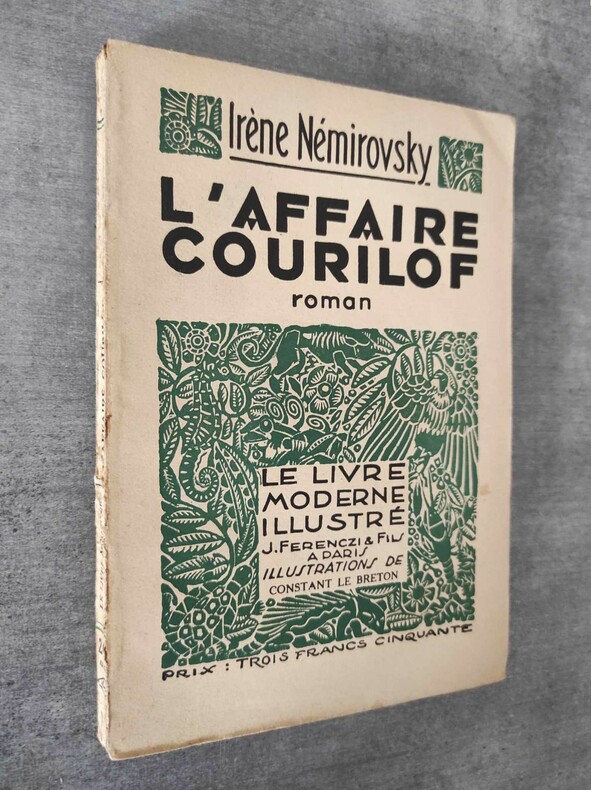 Irène Némirovsky
L'AFFAIRE
COURILOF
roman
LE LIVRE
MODERNE
ILLUSTRÉ
J. FERENCZI & FILS
A PARIS
ILLUSTRATIONS DE
CONSTANT LE BRETON
PRIX : TROIS FRANCS CINQUANTE